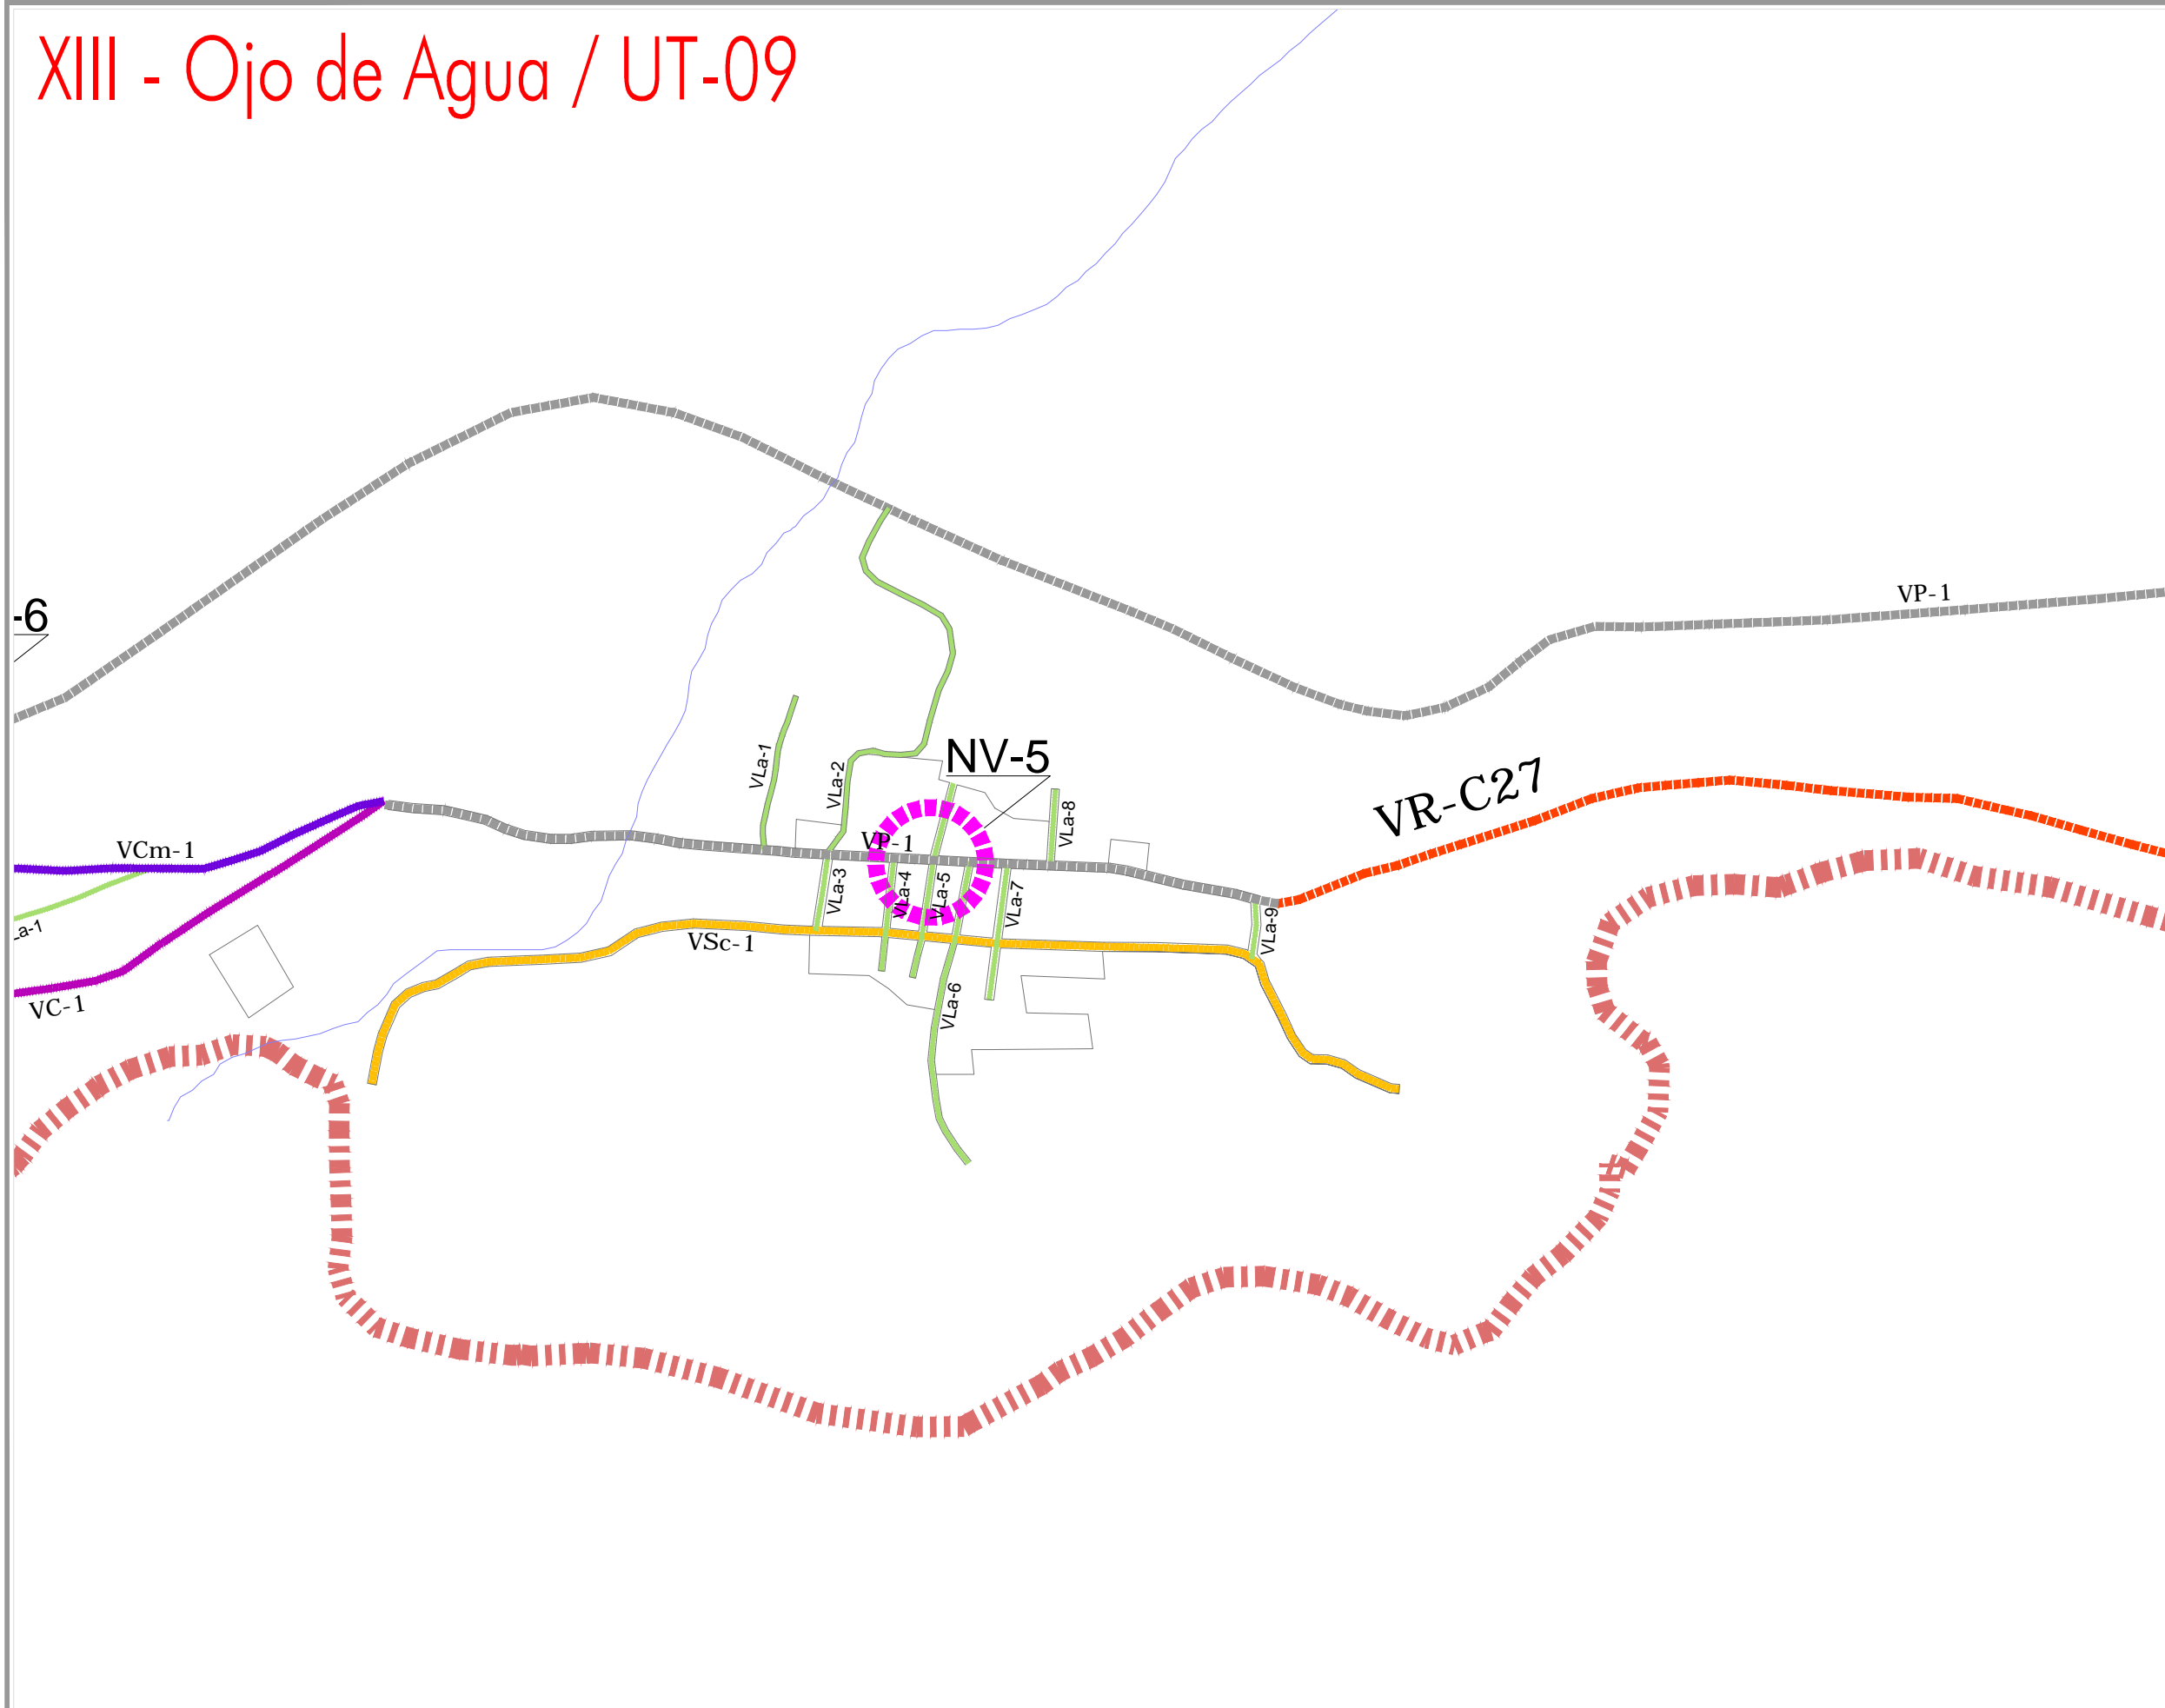 XIII - Ojo de Agua / UT-09
-6
VP-1
NV-5
VLa-1
VLa-2
VLa-8
VR-C27
VCm-1
VP-1
VLa-3
VLa-4
VLa-5
VLa-7
VLa-9
a-1
VSc-1
VC-1
VLa-6